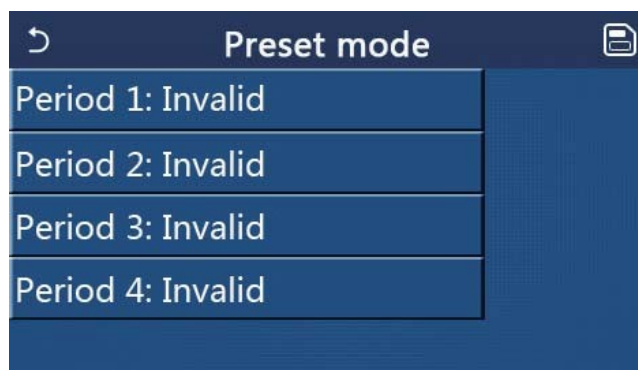 Preset mode
Period 1: Invalid
Period 2: Invalid
Period 3: Invalid
Period 4: Invalid